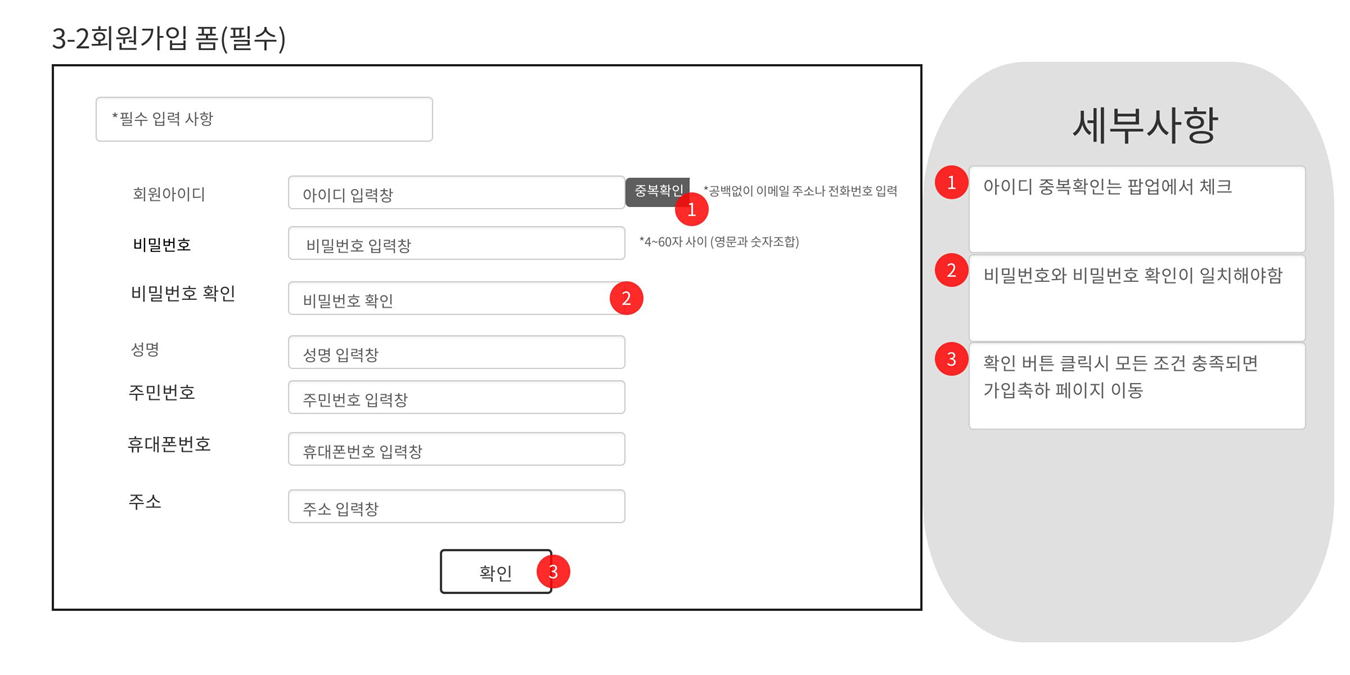 3-2회원가입 폼(필수)
*필수 입력 사항
회원아이디
아이디 입력창
중복확인
*공백없이 이메일 주소나 전화번호 입력
1
비밀번호
비밀번호 입력창
*4~60자 사이 (영문과 숫자조합)
비밀번호 확인
비밀번호 확인
2
성명
성명 입력창
주민번호
주민번호 입력창
휴대폰번호
휴대폰번호 입력창
주소
주소 입력창
확인
3
세부사항
1
아이디 중복확인는 팝업에서 체크
2
비밀번호와 비밀번호 확인이 일치해야함
3
확인 버튼 클릭시 모든 조건 충족되면
가입축하 페이지 이동